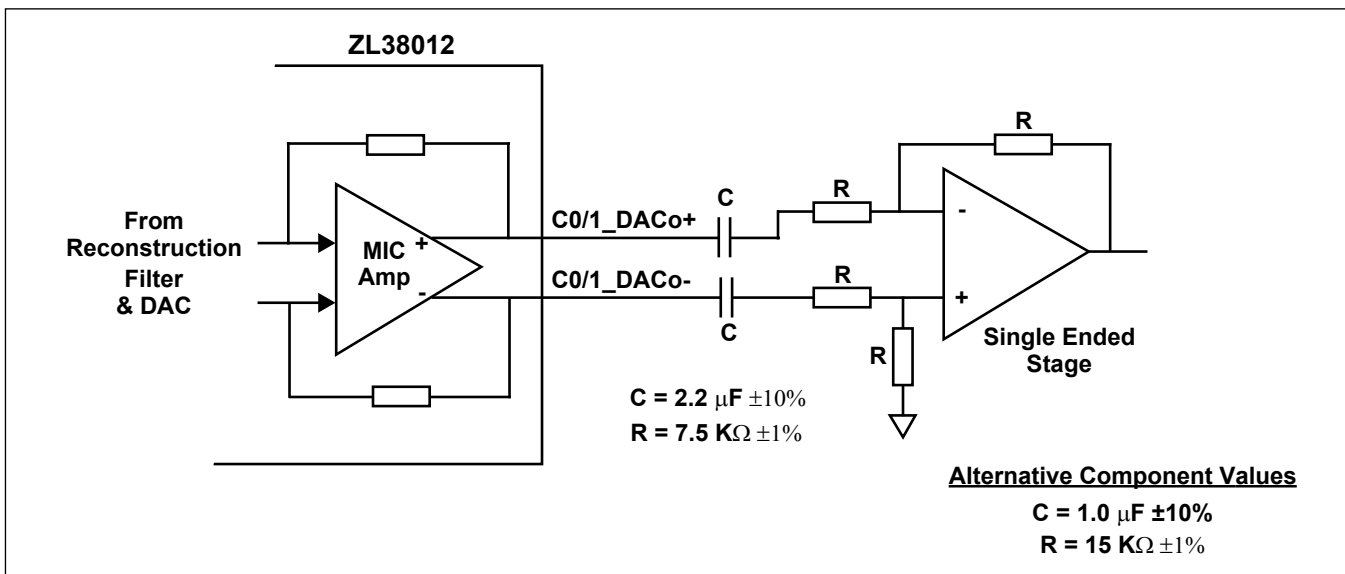 ZL38012
From
Reconstruction
Filter
& DAC
MIC
Amp
+
-
C0/1_DACo+
C0/1_DACo-
C
C
R
R
R
R
-
+
Single Ended
Stage
C = 2.2 μF ±10%
R = 7.5 KΩ ±1%
Alternative Component Values
C = 1.0 μF ±10%
R = 15 KΩ ±1%